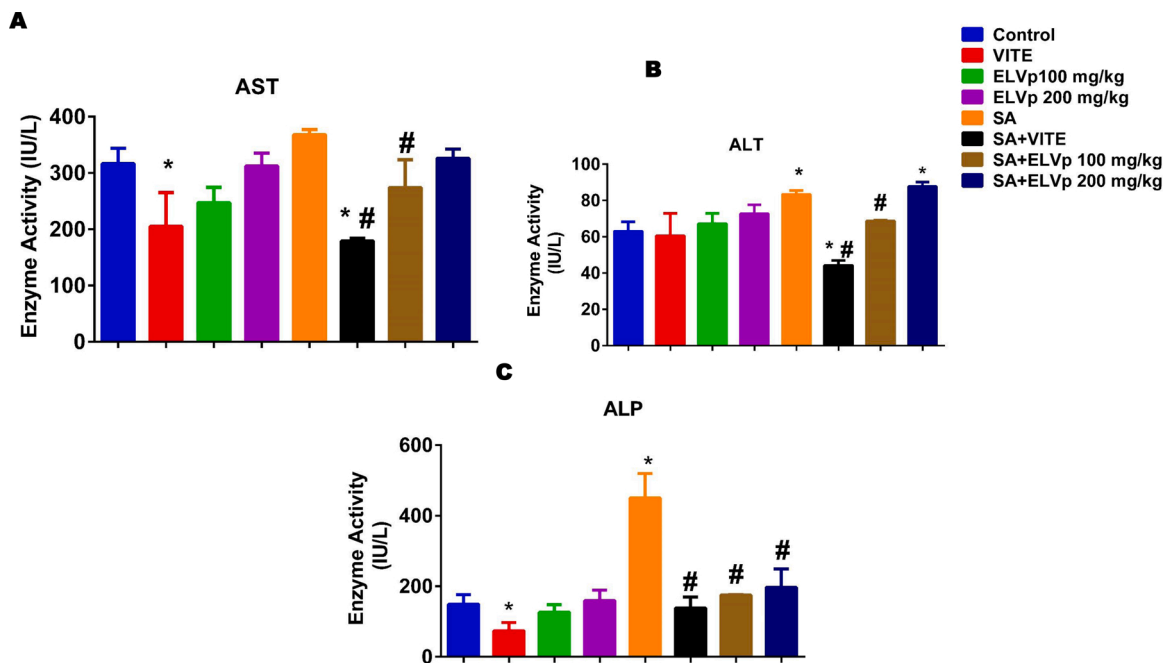 A
AST
Enzyme Activity (IU/L)
400
300
200
100
0
*
* #
#
B
ALT
Enzyme Activity
(IU/L)
100
80
60
40
20
0
*
* #
#
*
Control
VITE
ELVp100 mg/kg
ELVp 200 mg/kg
SA
SA+VITE
SA+ELVp 100 mg/kg
SA+ELVp 200 mg/kg
C
ALP
Enzyme Activity
(IU/L)
600
400
200
0
*
*
#
#
#